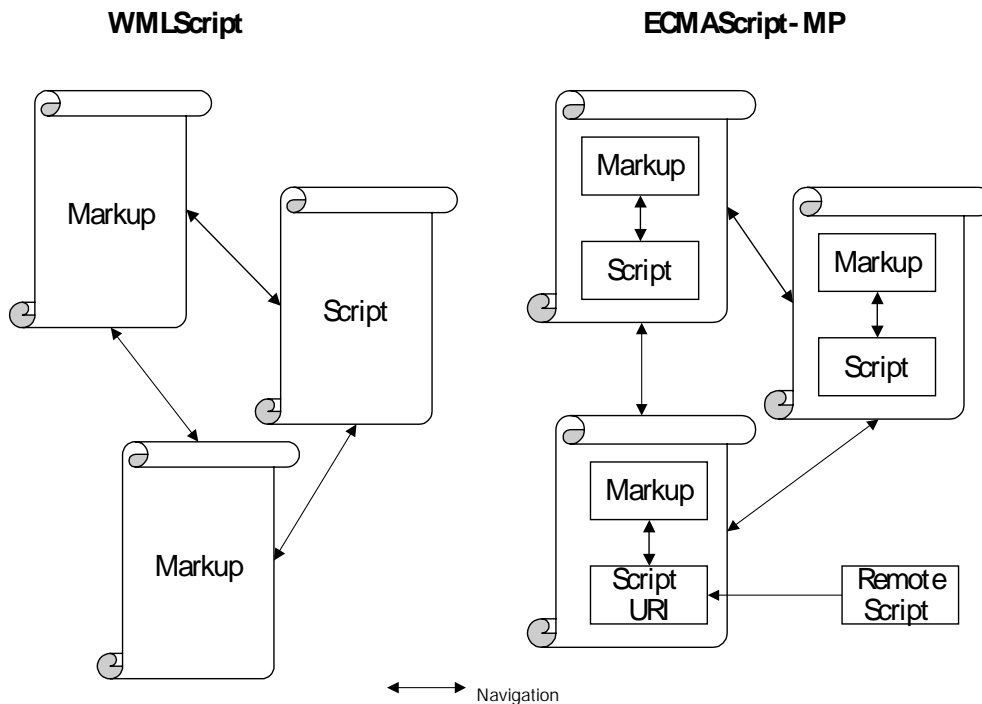 WMLScript
Markup
Script
Markup
ECMAScript- MP
Markup
Script
Markup
Script
Markup
Script
URI
Remote
Script
Navigation